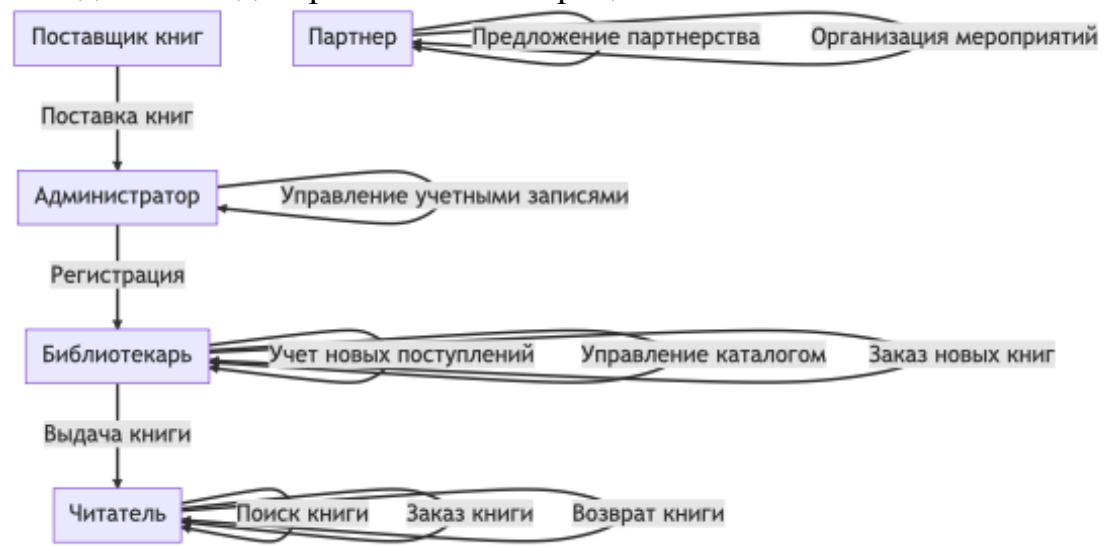 Поставщик книг
Партнер
Предложение партнерства
Организация мероприятий
Поставка книг
Администратор
Управление учетными записями
Регистрация
Библиотекарь
Учет новых поступлений
Управление каталогом
Заказ новых книг
Выдача книги
Читатель
Поиск книги
Заказ книги
Возврат книги